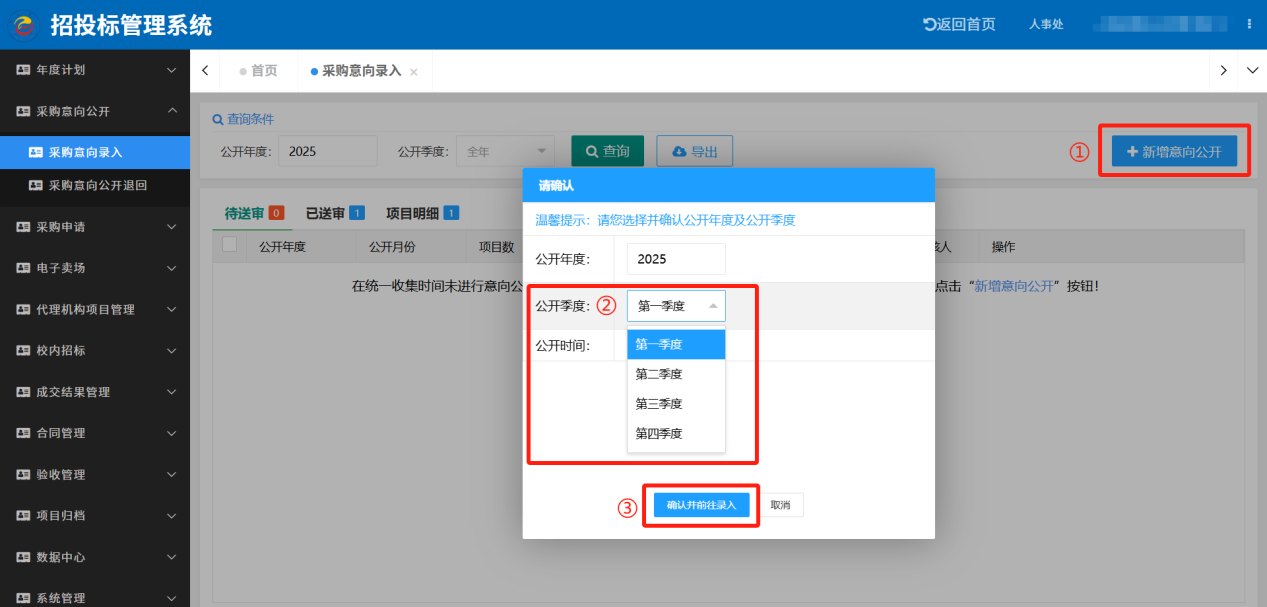 招投标管理系统
返回首页 人事处
年度计划
采购意向公开
采购意向录入
采购意向公开退回
采购申请
电子卖场
代理机构项目管理
校内招标
成交结果管理
合同管理
验收管理
项目归档
数据中心
系统管理
首页 采购意向录入 ×
查询条件
公开年度: 2025 公开季度: 全年 查询 导出 ① 新增意向公开
待送审 0 已送审 1 项目明细 1
公开年度 公开月份 项目数 人 操作
在统一收集时间未进行意向公 点击“新增意向公开”按钮!
请确认
温馨提示: 请您选择并确认公开年度及公开季度
公开年度: 2025
公开季度: ② 第一季度
公开时间:
第一季度
第二季度
第三季度
第四季度
③ 确认并前往录入 取消